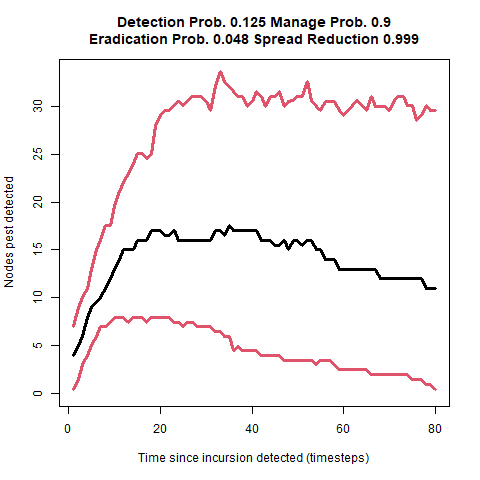 Detection Prob. 0.125 Manage Prob. 0.9
Eradication Prob. 0.048 Spread Reduction 0.999
Nodes pest detected
30
25
20
15
10
5
0
0 20 40 60 80
Time since incursion detected (timesteps)